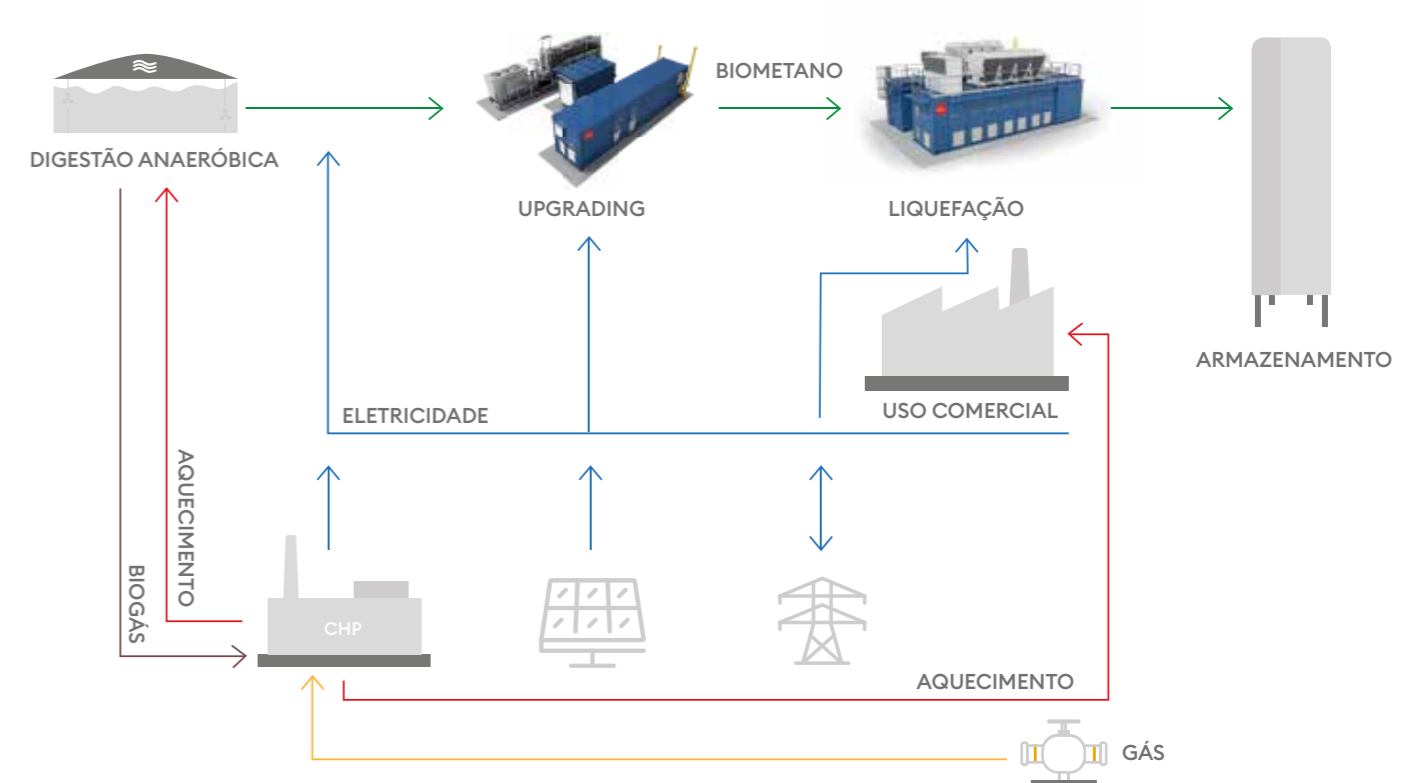 BIOMETANO
DIGESTÃO ANAERÓBICA
UPGRADING
LIQUEFAÇÃO
ARMAZENAMENTO
USO COMERCIAL
ELETRICIDADE
AQUECIMENTO
BIOGÁS
CHP
AQUECIMENTO
GÁS